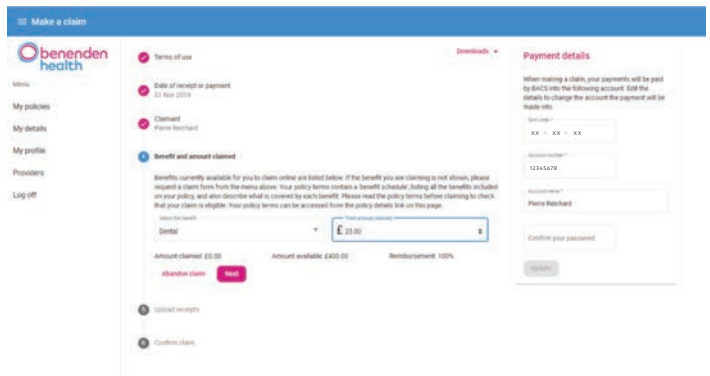 Make a claim
benenden
health
Menu
My policies
My details
My profile
Providers
Log off
Downloads
Terms of use
Date of receipt or payment
01 Nov 2019
Claimant
Pierre Reichard
Benefit and amount claimed
Benefits currently available for you to claim online are listed below. If the benefit you are claiming is not shown, please
request a claim form from the menu above. Your policy terms contain a 'benefit schedule', listing all the benefits included
on your policy, and also describe what is covered by each benefit. Please read the policy terms before claiming to check
that your claim is eligible. Your policy terms can be accessed from the policy details link on this page.
Select the benefit
Dental
Total amount claimed
£ 23.00
Amount claimed: £0.00 Amount available: £400.00 Reimbursement: 100%
Abandon claim
Next
5 Upload receipts
6 Confirm claim
Payment details
When making a claim, your payments will be paid
by BACS into the following account. Edit the
details to change the account the payment will be
made into.
Sort code *
XX - XX - XX
Account number *
12345678
Account name *
Pierre Reichard
Confirm your password
Update